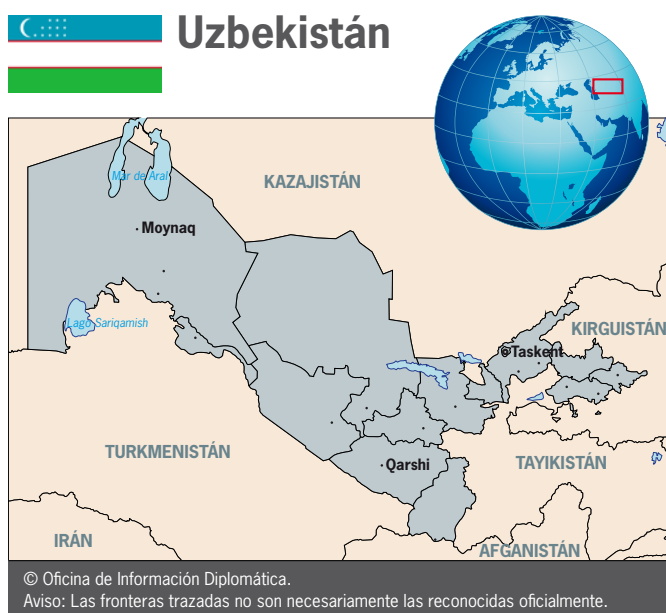 Uzbekistán
Mar de Aral
KAZAJISTÁN
Moynaq
Lago Sariqamish
KIRGUISTÁN
Taskent
TURKMENISTÁN
Qarshi
TAYIKISTÁN
IRÁN
AFGANISTÁN
© Oficina de Información Diplomática.
Aviso: Las fronteras trazadas no son necesariamente las reconocidas oficialmente.